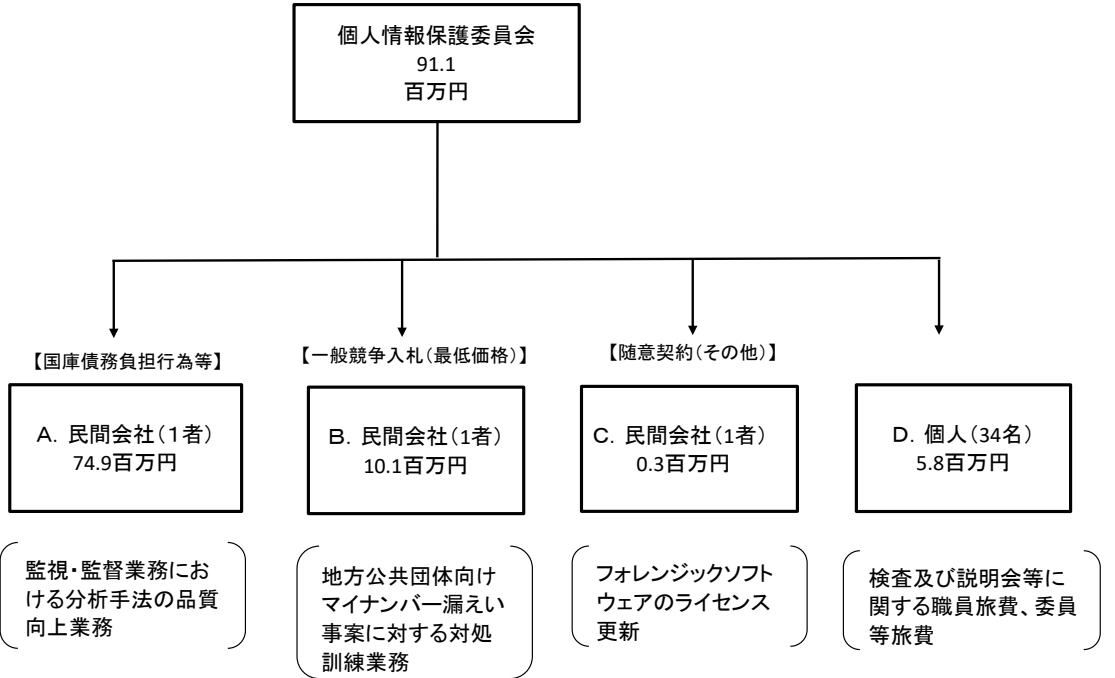 個人情報保護委員会
91.1
百万円
【国庫債務負担行為等】
【一般競争入札(最低価格)】
【随意契約(その他)】
A. 民間会社(1者)
74.9百万円
B. 民間会社(1者)
10.1百万円
C. 民間会社(1者)
0.3百万円
D. 個人(34名)
5.8百万円
監視・監督業務にお
ける分析手法の品質
向上業務
地方公共団体向け
マイナンバー漏えい
事案に対する対処
訓練業務
フォレンジックソフト
ウェアのライセンス
更新
検査及び説明会等に
関する職員旅費、委員
等旅費